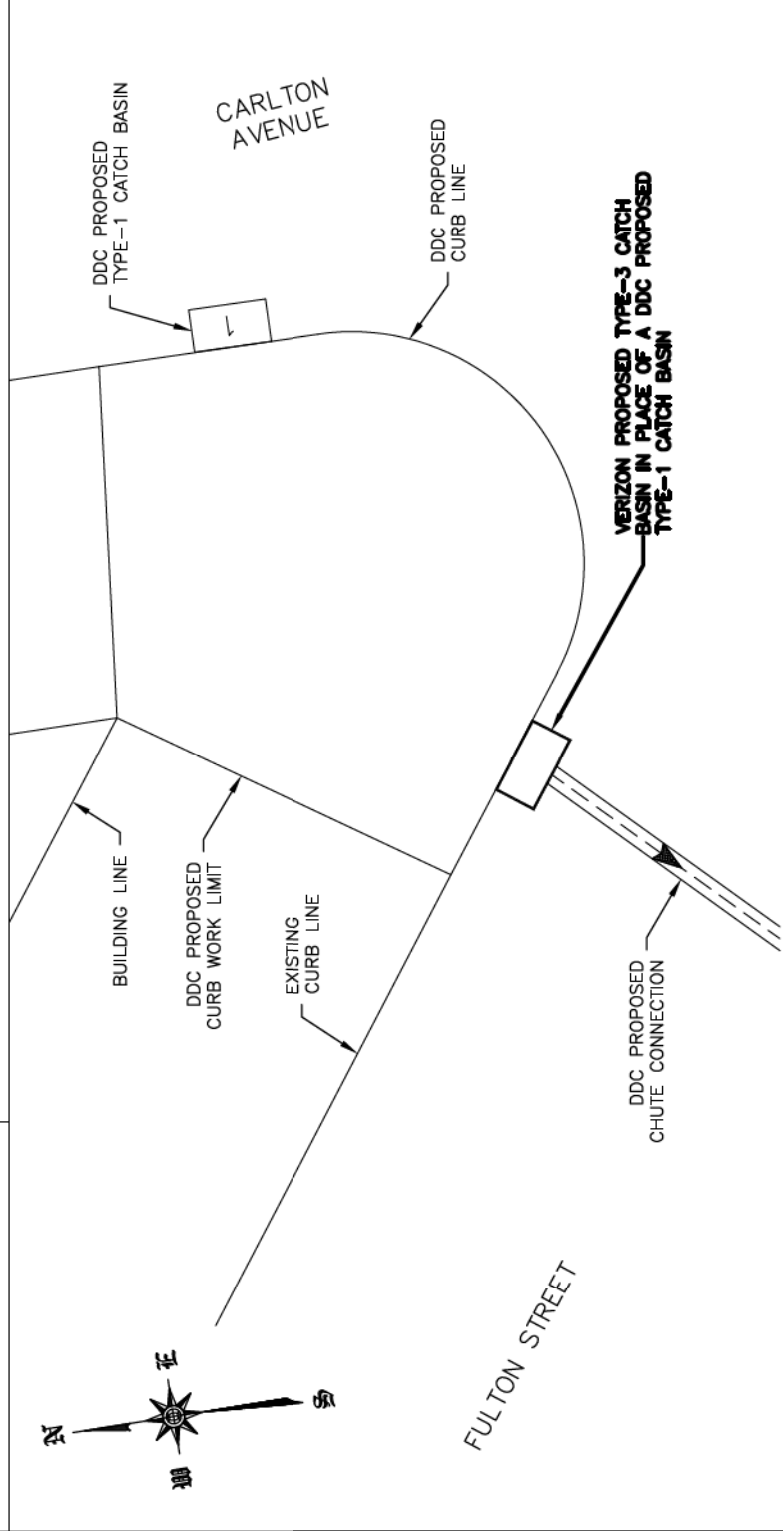 N
W
E
S
BUILDING LINE
DDC PROPOSED
CURB WORK LIMIT
EXISTING
CURB LINE
FULTON STREET
DDC PROPOSED
CHUTE CONNECTION
DDC PROPOSED
TYPE-1 CATCH BASIN
1
CARLTON
AVENUE
DDC PROPOSED
CURB LINE
VERIZON PROPOSED TYPE-3 CATCH
BASIN IN PLACE OF A DDC PROPOSED
TYPE-1 CATCH BASIN